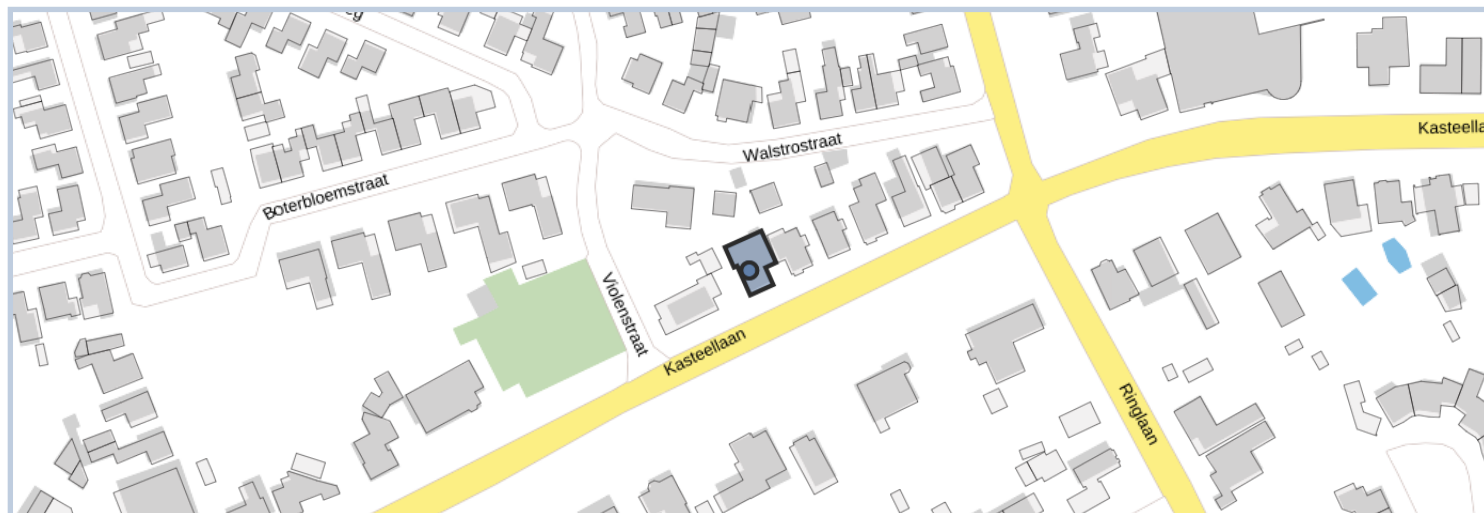 Walstrostraat
Kasteella
Boterbloemstraat
Violenstraat
Kasteellaan
Ringlaan